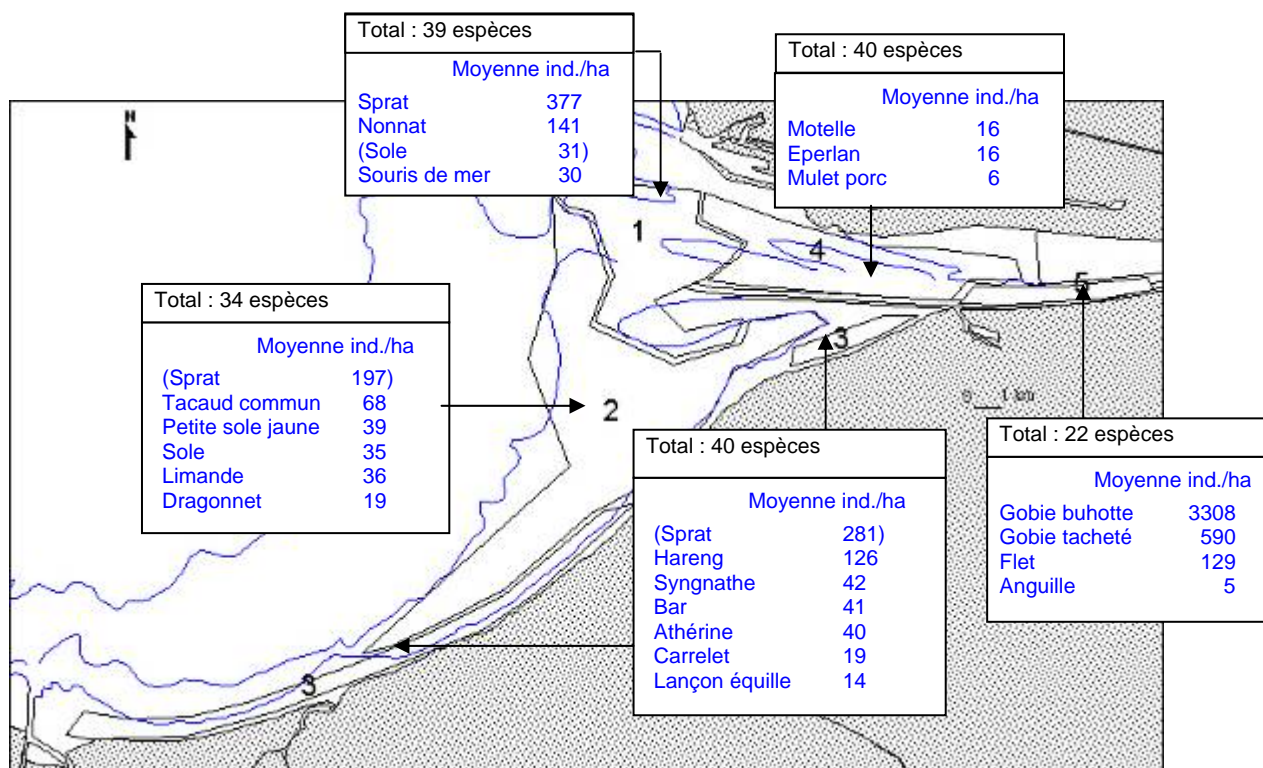 Total : 39 espèces
Moyenne ind./ha
Sprat 377
Nonnat 141
(Sole 31)
Souris de mer 30
Total : 40 espèces
Moyenne ind./ha
Motelle 16
Eperlan 16
Mulet porc 6
N
1
4
5
Total : 34 espèces
Moyenne ind./ha
(Sprat 197)
Tacaud commun 68
Petite sole jaune 39
Sole 35
Limande 36
Dragonnet 19
3
2
0 1 km
Total : 40 espèces
Moyenne ind./ha
(Sprat 281)
Hareng 126
Syngnathe 42
Bar 41
Athérine 40
Carrelet 19
Lançon équille 14
Total : 22 espèces
Moyenne ind./ha
Gobie buhotte 3308
Gobie tacheté 590
Flet 129
Anguille 5
3